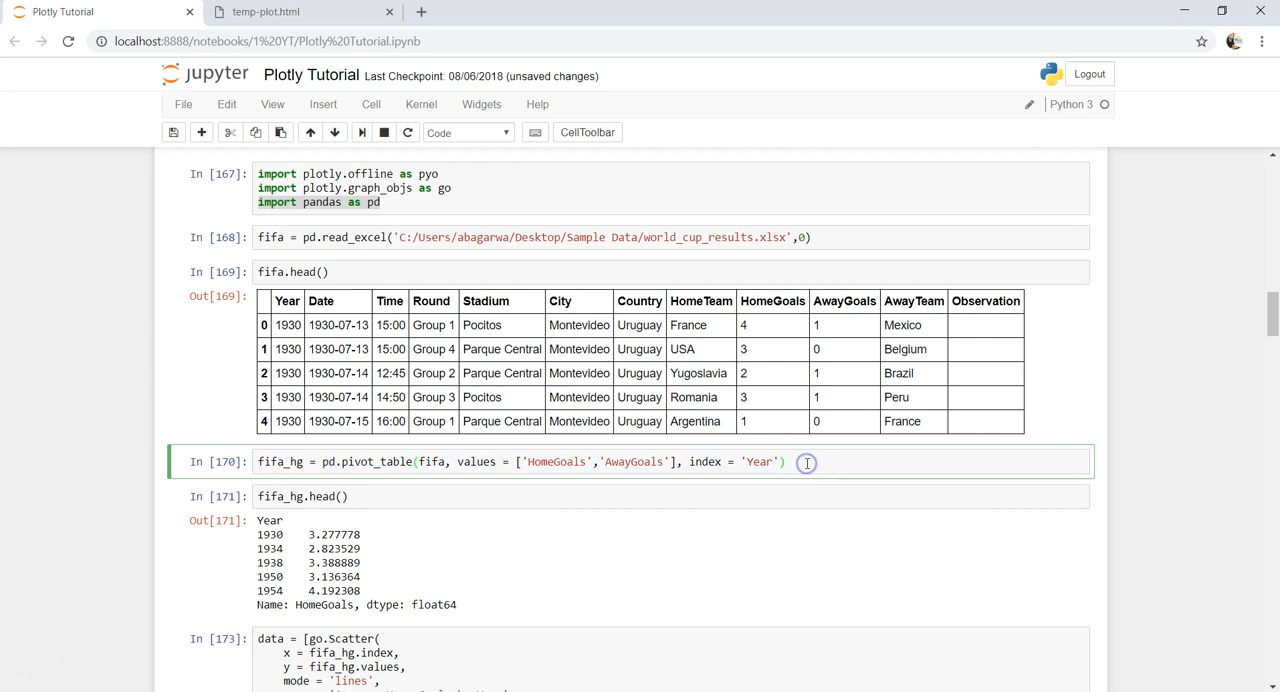 Plotly Tutorial
temp-plot.html
localhost:8888/notebooks/1%20YT/Plotly%20Tutorial.ipynb
jupyter Plotly Tutorial Last Checkpoint: 08/06/2018 (unsaved changes) Logout
File Edit View Insert Cell Kernel Widgets Help Python 3
Code CellToolbar
In [167]: import plotly.offline as pyo
import plotly.graph_objs as go
import pandas as pd
In [168]: fifa = pd.read_excel('C:/Users/abagarwa/Desktop/Sample Data/world_cup_results.xlsx',0)
In [169]: fifa.head()
Out[169]:
Year Date Time Round Stadium City Country HomeTeam HomeGoals AwayGoals AwayTeam Observation
0 1930 1930-07-13 15:00 Group 1 Pocitos Montevideo Uruguay France 4 1 Mexico
1 1930 1930-07-13 15:00 Group 4 Parque Central Montevideo Uruguay USA 3 0 Belgium
2 1930 1930-07-14 12:45 Group 2 Parque Central Montevideo Uruguay Yugoslavia 2 1 Brazil
3 1930 1930-07-14 14:50 Group 3 Pocitos Montevideo Uruguay Romania 3 1 Peru
4 1930 1930-07-15 16:00 Group 1 Parque Central Montevideo Uruguay Argentina 1 0 France
In [170]: fifa_hg = pd.pivot_table(fifa, values = ['HomeGoals','AwayGoals'], index = 'Year')
In [171]: fifa_hg.head()
Out[171]: Year
1930 3.277778
1934 2.823529
1938 3.388889
1950 3.136364
1954 4.192308
Name: HomeGoals, dtype: float64
In [173]: data = [go.Scatter(
x = fifa_hg.index,
y = fifa_hg.values,
mode = 'lines',